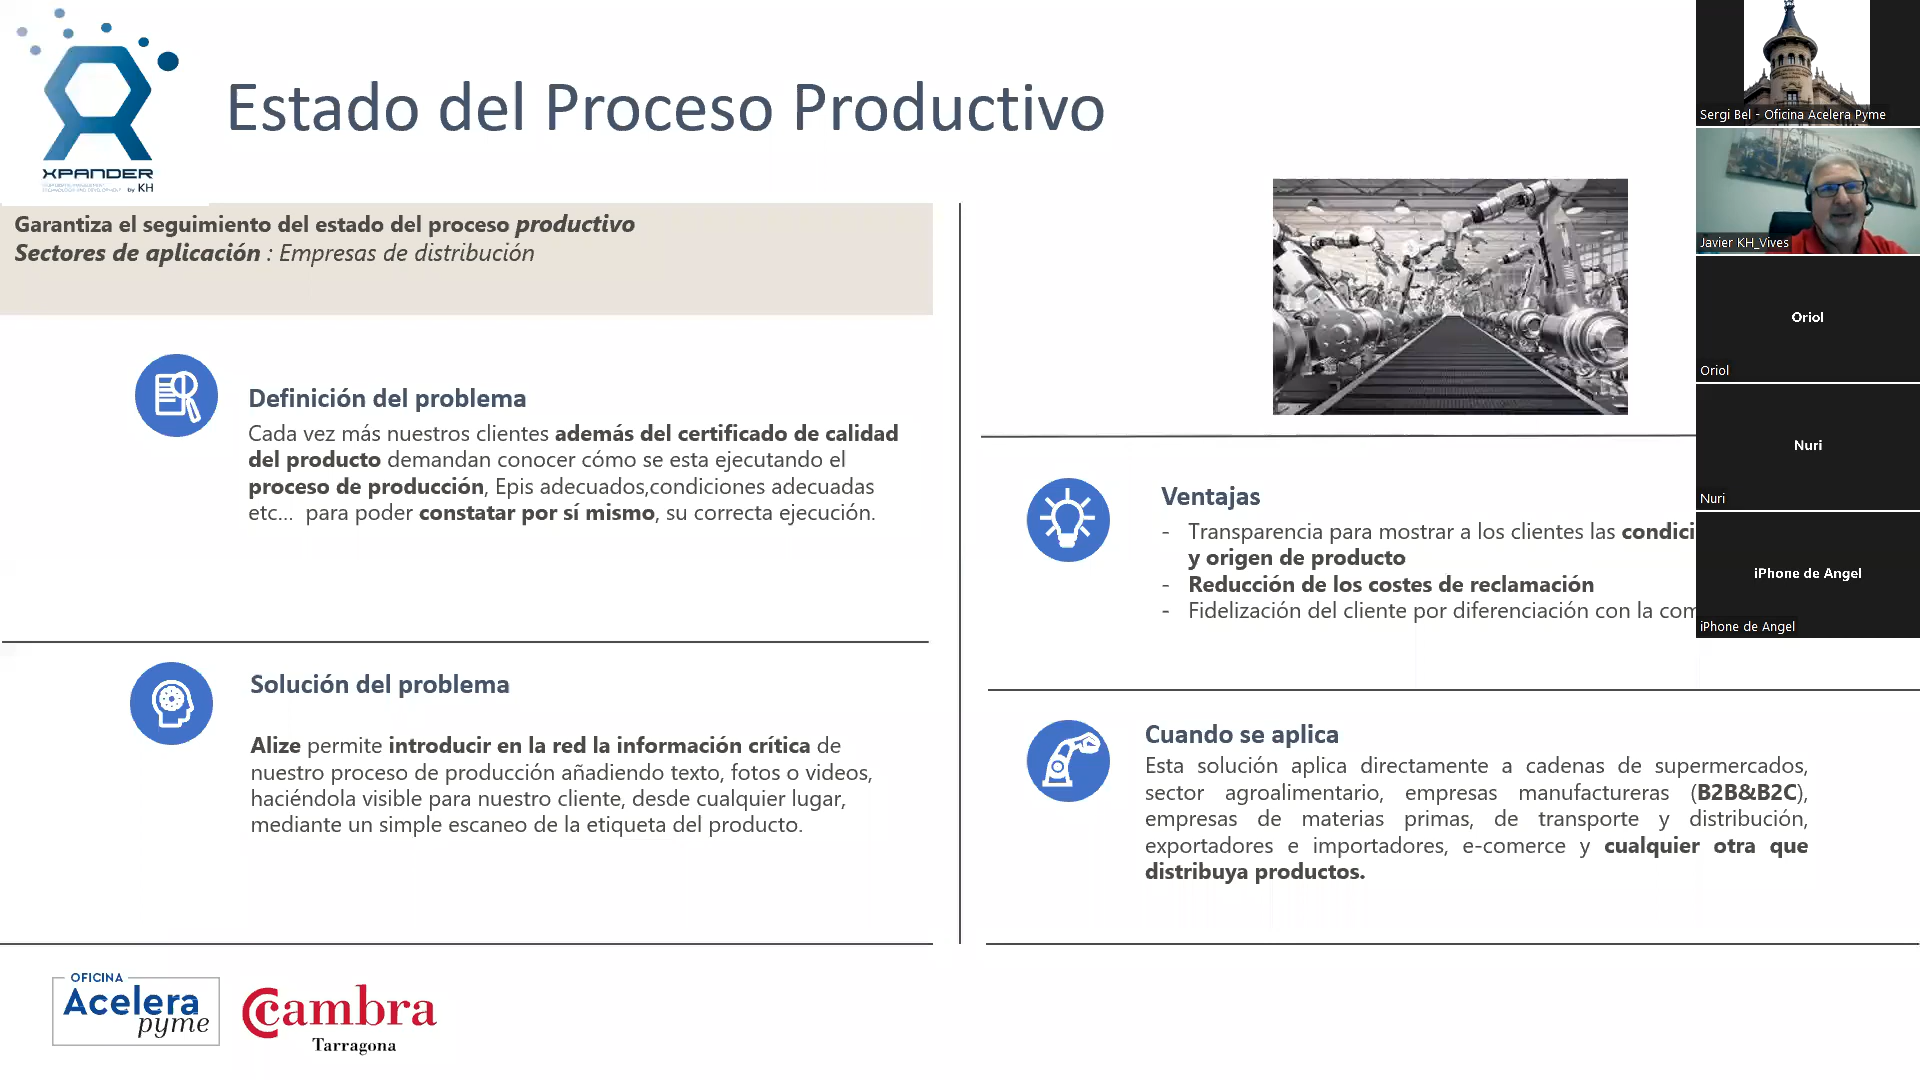 XPANDER
by KH
Estado del Proceso Productivo
Garantiza el seguimiento del estado del proceso productivo
Sectores de aplicación : Empresas de distribución
Definición del problema
Cada vez más nuestros clientes además del certificado de calidad
del producto demandan conocer cómo se esta ejecutando el
proceso de producción, Epis adecuados,condiciones adecuadas
etc... para poder constatar por sí mismo, su correcta ejecución.
Solución del problema
Alize permite introducir en la red la información crítica de
nuestro proceso de producción añadiendo texto, fotos o videos,
haciéndola visible para nuestro cliente, desde cualquier lugar,
mediante un simple escaneo de la etiqueta del producto.
Ventajas
- Transparencia para mostrar a los clientes las condici
y origen de producto
- Reducción de los costes de reclamación
- Fidelización del cliente por diferenciación con la com
Cuando se aplica
Esta solución aplica directamente a cadenas de supermercados,
sector agroalimentario, empresas manufactureras (B2B&B2C),
empresas de materias primas, de transporte y distribución,
exportadores e importadores, e-comerce y cualquier otra que
distribuya productos.
OFICINA
Acelera
pyme
Cambra
Tarragona
Sergi Bel - Oficina Acelera Pyme
Javier KH_Vives
Oriol
Oriol
Nuri
Nuri
iPhone de Angel
iPhone de Angel